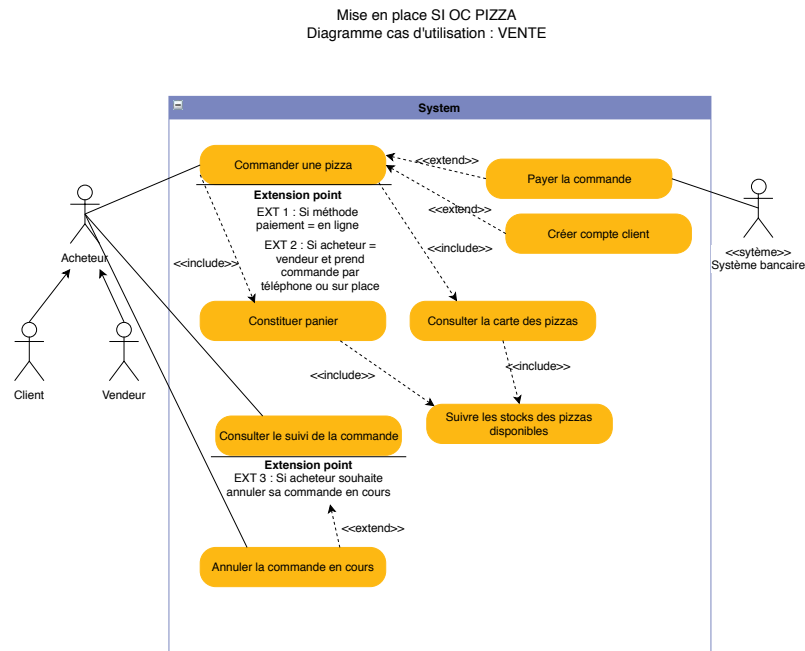 Mise en place SI OC PIZZA
Diagramme cas d'utilisation : VENTE
System
Commander une pizza
<<extend>>
Payer la commande
Extension point
EXT 1 : Si méthode
paiement = en ligne
<<extend>>
Créer compte client
EXT 2 : Si acheteur =
vendeur et prend
commande par
téléphone ou sur place
<<include>>
<<include>>
Acheteur
<<sytème>>
Système bancaire
Constituer panier
Consulter la carte des pizzas
<<include>>
<<include>>
Client
Vendeur
Suivre les stocks des pizzas
disponibles
Consulter le suivi de la commande
Extension point
EXT 3 : Si acheteur souhaite
annuler sa commande en cours
<<extend>>
Annuler la commande en cours